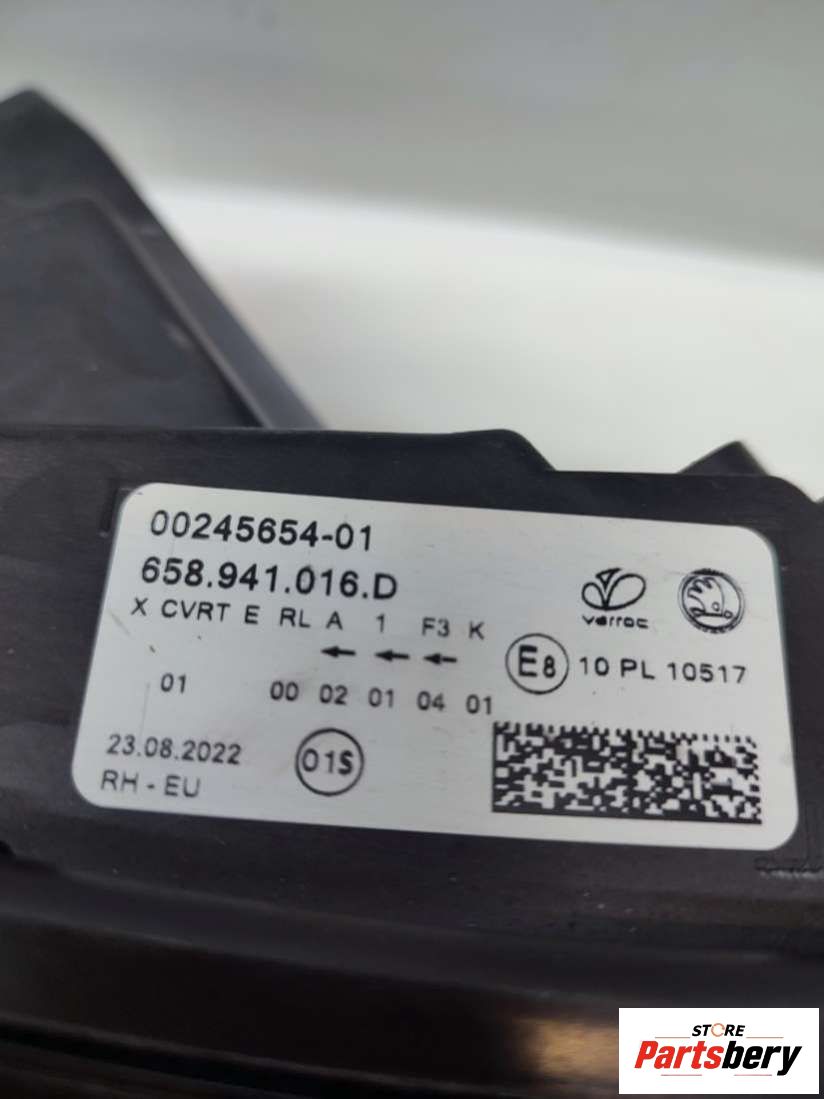 00245654-01
658.941.016.D
X CVRT E RL A 1 F3 K
← ← ←
01 00 02 01 04 01
23.08.2022
RH - EU
01S
varroc
E8 10 PL 10517
STORE
Partsbery